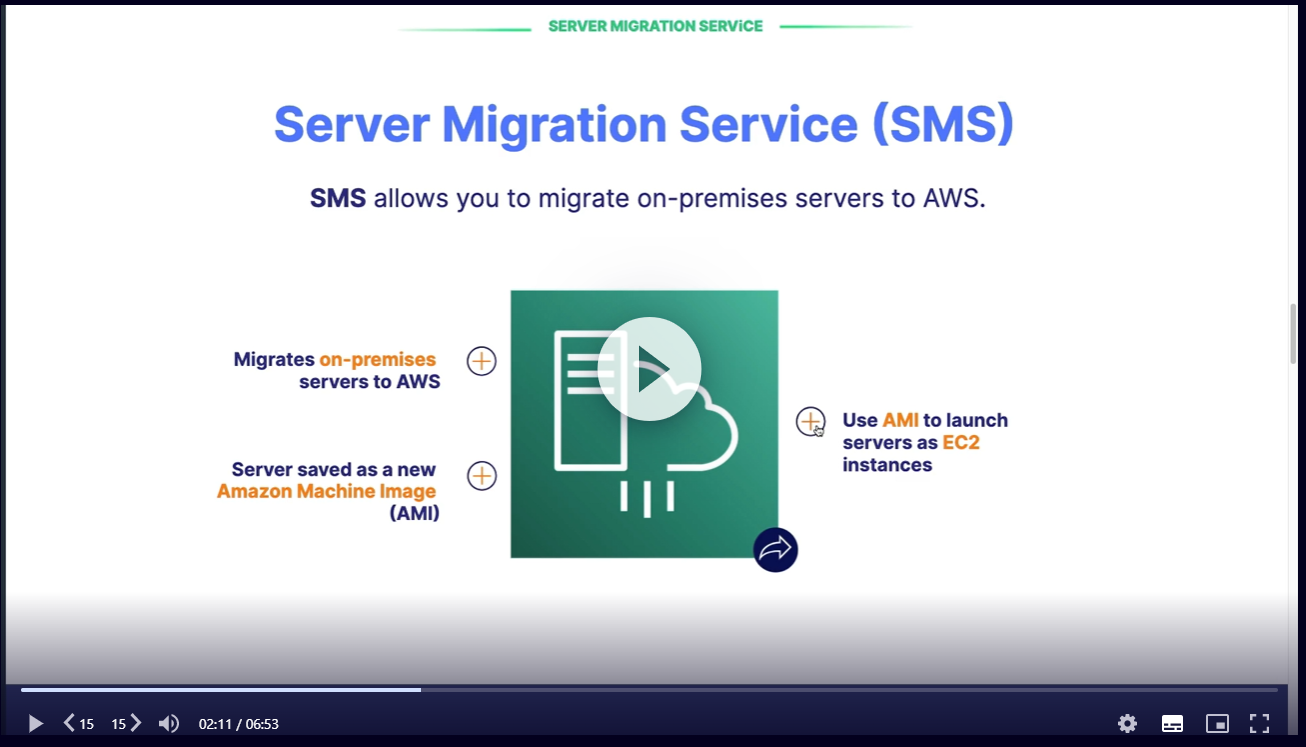 SERVER MIGRATION SERViCE
Server Migration Service (SMS)
SMS allows you to migrate on-premises servers to AWS.
Migrates on-premises
servers to AWS
Server saved as a new
Amazon Machine Image
(AMI)
Use AMI to launch
servers as EC2
instances
15
15
02:11 / 06:53